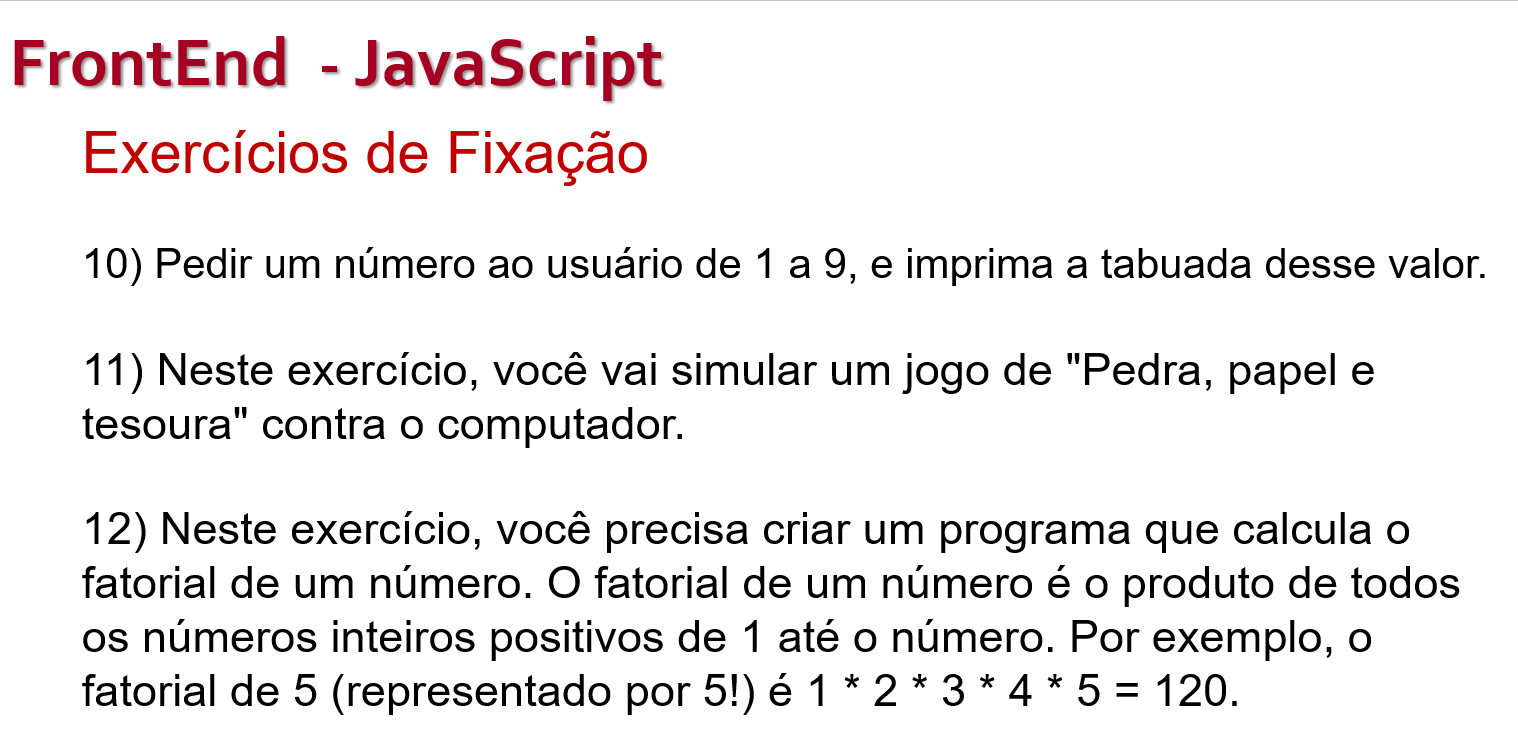 FrontEnd - JavaScript
Exercícios de Fixação
10) Pedir um número ao usuário de 1 a 9, e imprima a tabuada desse valor.
11) Neste exercício, você vai simular um jogo de "Pedra, papel e
tesoura" contra o computador.
12) Neste exercício, você precisa criar um programa que calcula o
fatorial de um número. O fatorial de um número é o produto de todos
os números inteiros positivos de 1 até o número. Por exemplo, o
fatorial de 5 (representado por 5!) é 1 * 2 * 3 * 4 * 5 = 120.